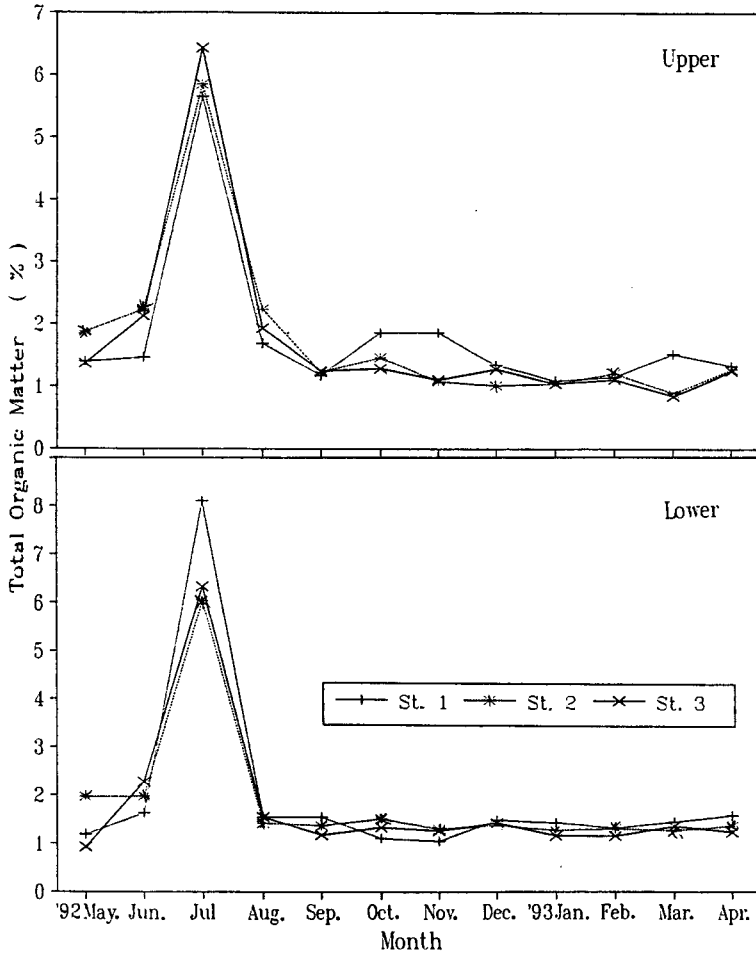 7
6
5
4
3
2
1
0
Upper
Total Organic Matter ( % )
8
7
6
5
4
3
2
1
0
Lower
St. 1 St. 2 St. 3
'92May. Jun. Jul Aug. Sep. Oct. Nov. Dec. '93Jan. Feb. Mar. Apr.
Month